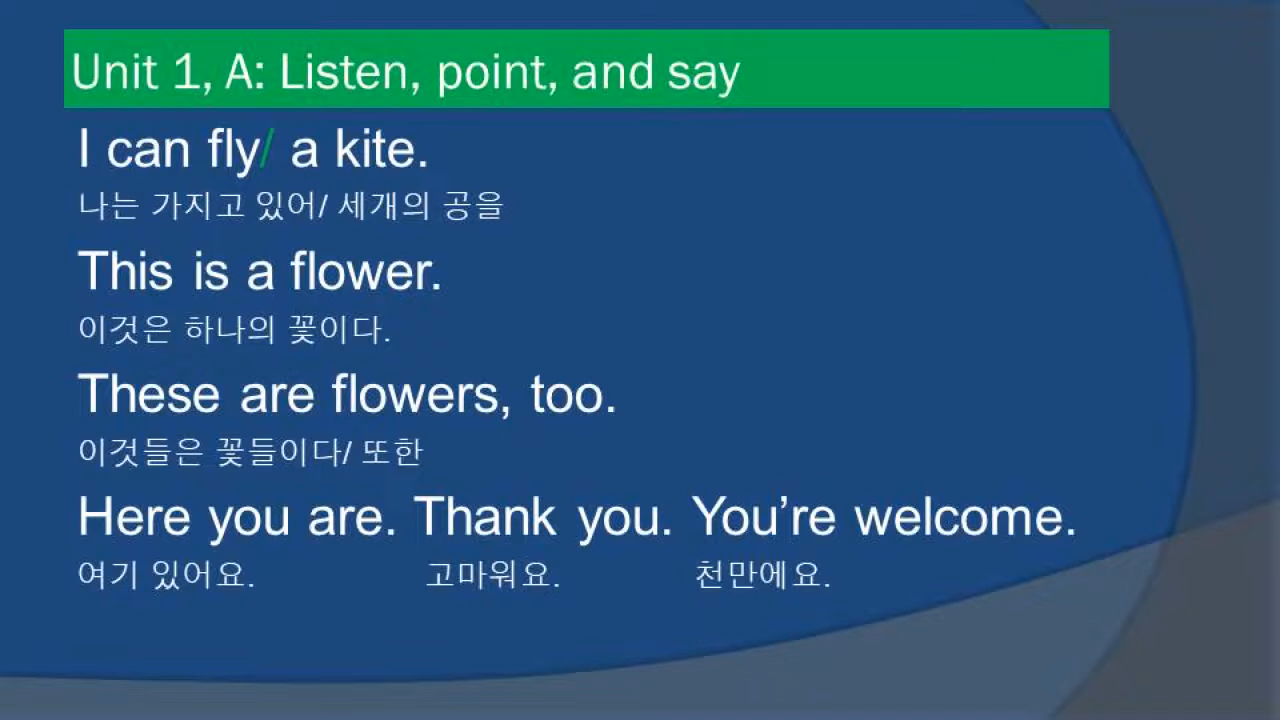 Unit 1, A: Listen, point, and say
I can fly/ a kite.
나는 가지고 있어/ 세개의 공을
This is a flower.
이것은 하나의 꽃이다.
These are flowers, too.
이것들은 꽃들이다/ 또한
Here you are. Thank you. You’re welcome.
여기 있어요. 고마워요. 천만에요.